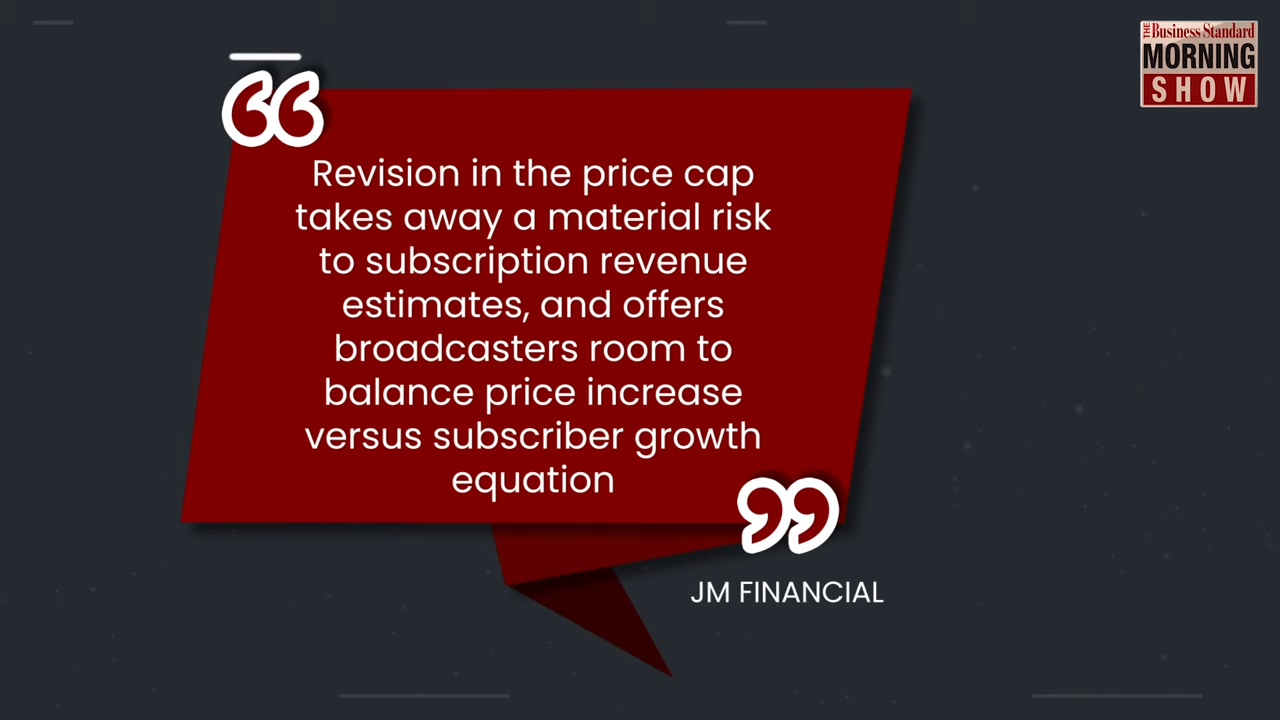 THE Business Standard
MORNING
SHOW
“
Revision in the price cap
takes away a material risk
to subscription revenue
estimates, and offers
broadcasters room to
balance price increase
versus subscriber growth
equation
”
JM FINANCIAL